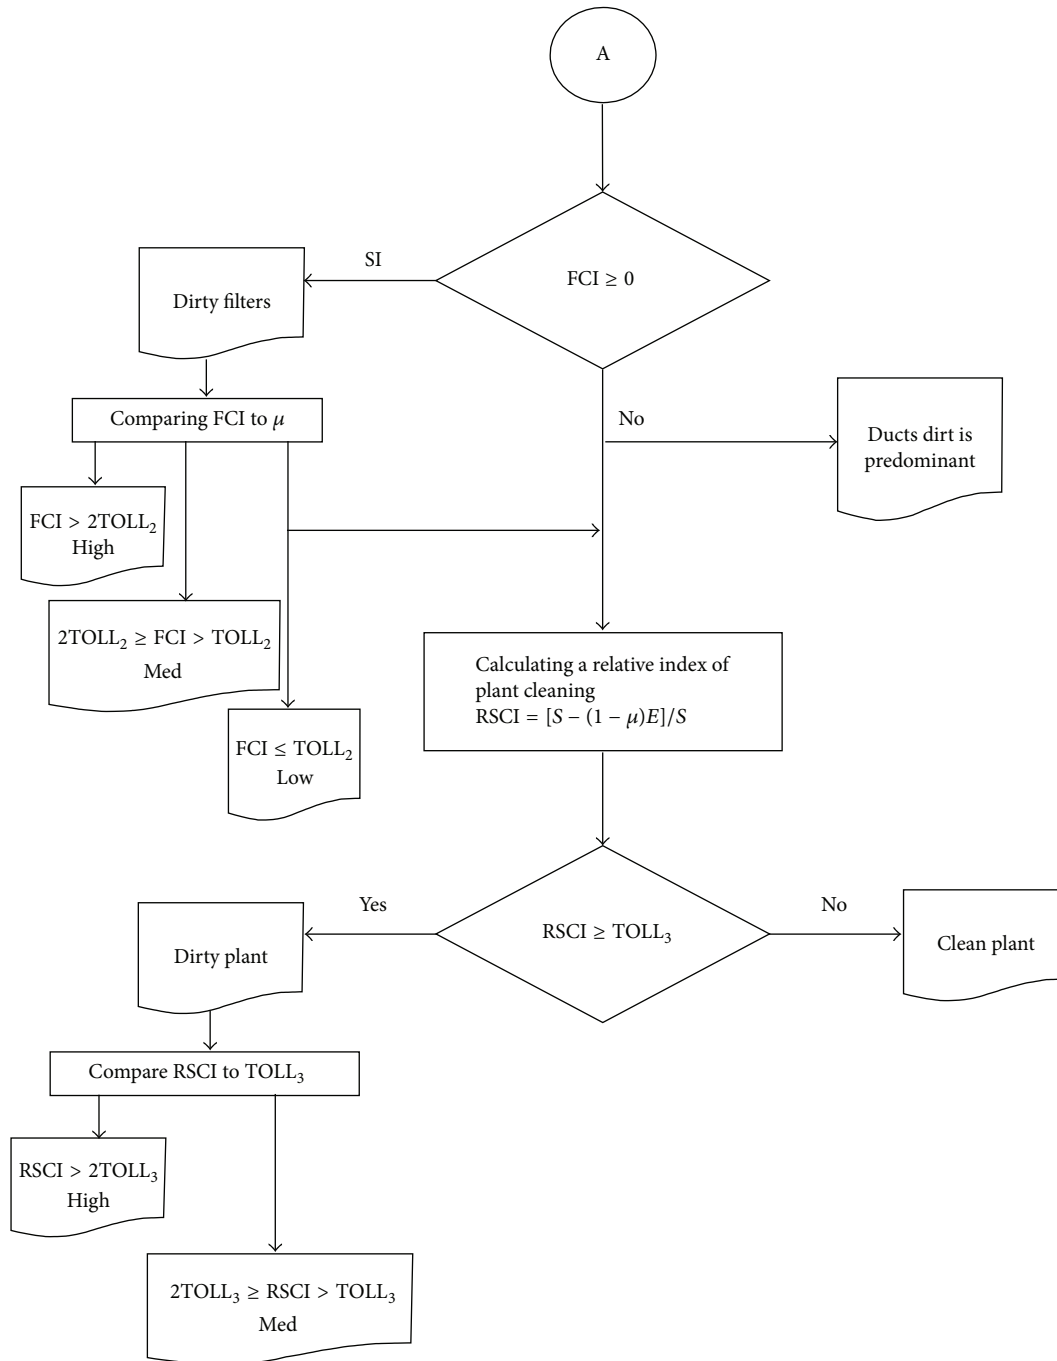 A
FCI ≥ 0
SI
Dirty filters
Comparing FCI to μ
No
Ducts dirt is
predominant
FCI > 2TOLL₂
High
2TOLL₂ ≥ FCI > TOLL₂
Med
FCI ≤ TOLL₂
Low
Calculating a relative index of
plant cleaning
RSCI = [S − (1 − μ)E]/S
RSCI ≥ TOLL₃
Yes
No
Dirty plant
Clean plant
Compare RSCI to TOLL₃
RSCI > 2TOLL₃
High
2TOLL₃ ≥ RSCI > TOLL₃
Med